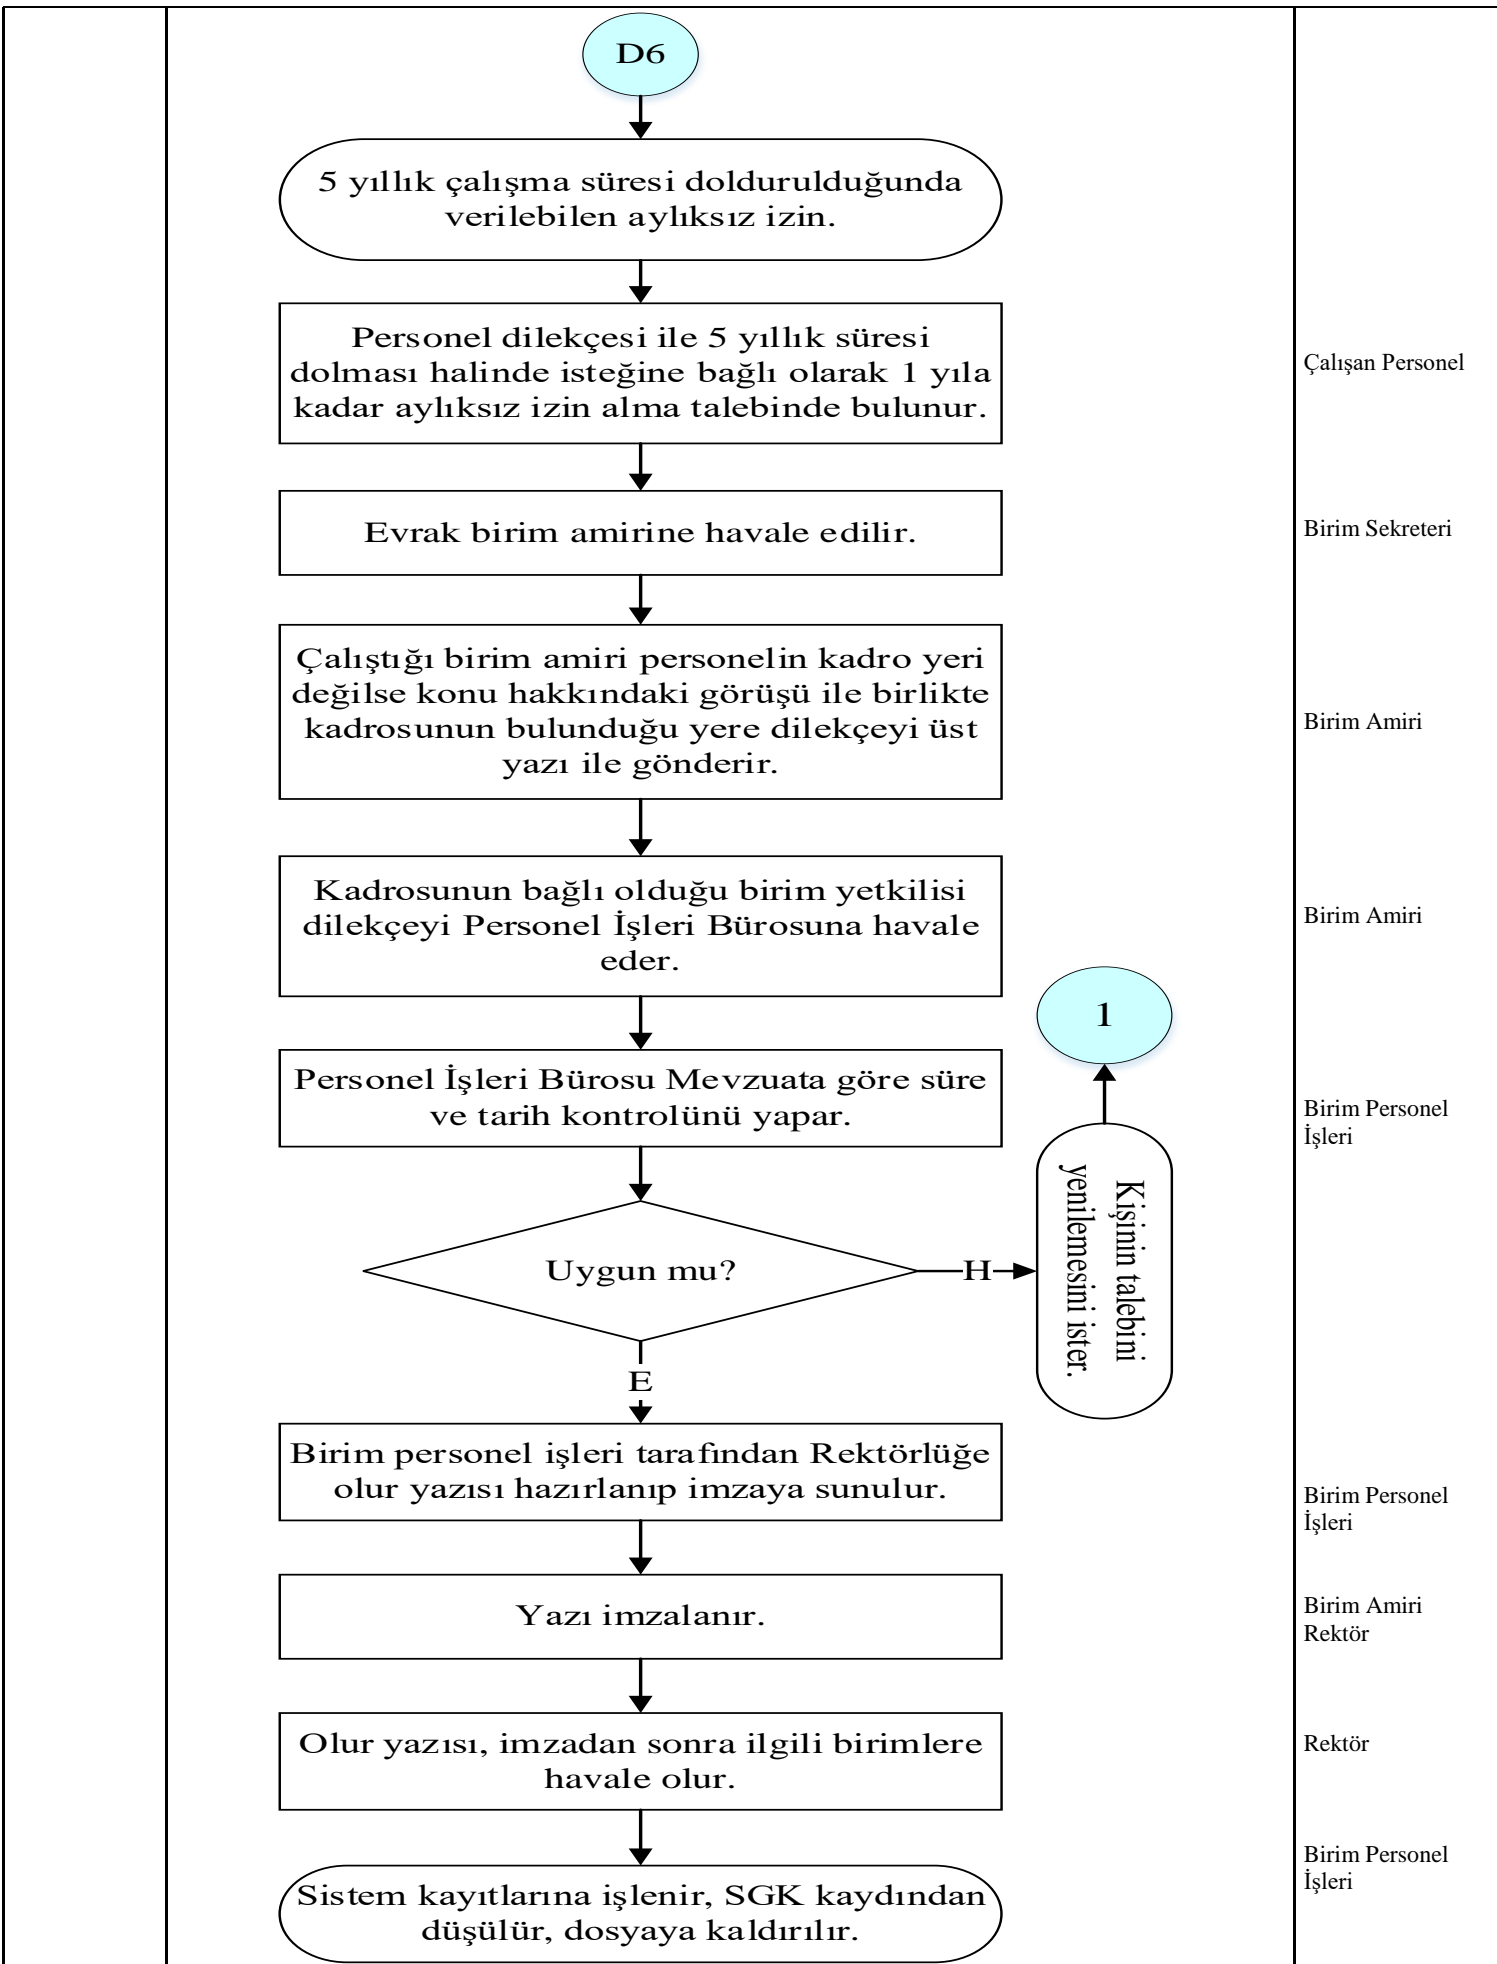 D6
5 yıllık çalışma süresi doldurulduğunda
verilebilen aylıksız izin.
Personel dilekçesi ile 5 yıllık süresi
dolması halinde isteğine bağlı olarak 1 yıla
kadar aylıksız izin alma talebinde bulunur.
Çalışan Personel
Evrak birim amirine havale edilir.
Birim Sekreteri
Çalıştığı birim amiri personelin kadro yeri
değilse konu hakkındaki görüşü ile birlikte
kadrosunun bulunduğu yere dilekçeyi üst
yazı ile gönderir.
Birim Amiri
Kadrosunun bağlı olduğu birim yetkilisi
dilekçeyi Personel İşleri Bürosuna havale
eder.
Birim Amiri
1
Personel İşleri Bürosu Mevzuata göre süre
ve tarih kontrolünü yapar.
Birim Personel
İşleri
Uygun mu?
H
Kişinin talebini
yenilemesini ister.
E
Birim personel işleri tarafından Rektörlüğe
olur yazısı hazırlanıp imzaya sunulur.
Birim Personel
İşleri
Yazı imzalanır.
Birim Amiri
Rektör
Olur yazısı, imzadan sonra ilgili birimlere
havale olur.
Rektör
Sistem kayıtlarına işlenir, SGK kaydından
düşülür, dosyaya kaldırılır.
Birim Personel
İşleri